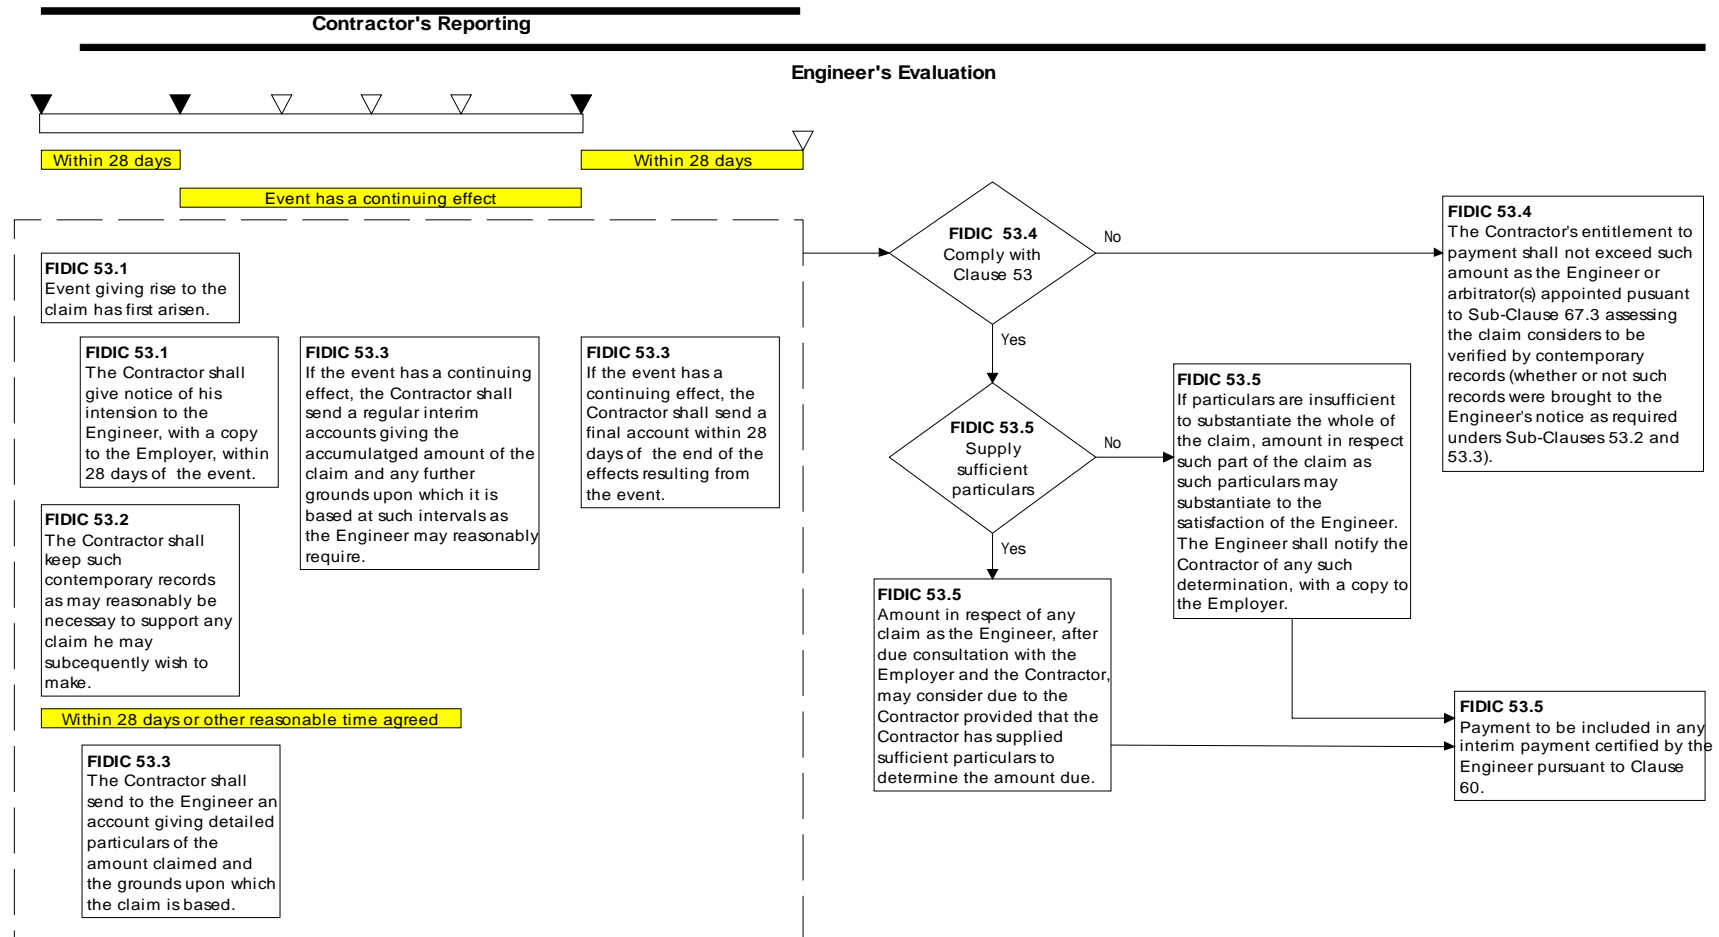 Contractor's Reporting
Engineer's Evaluation
Within 28 days
Within 28 days
Event has a continuing effect
FIDIC 53.1
Event giving rise to the
claim has first arisen.
FIDIC 53.1
The Contractor shall
give notice of his
intension to the
Engineer, with a copy
to the Employer, within
28 days of the event.
FIDIC 53.3
If the event has a continuing
effect, the Contractor shall
send a regular interim
accounts giving the
accumulatged amount of the
claim and any further
grounds upon which it is
based at such intervals as
the Engineer may reasonably
require.
FIDIC 53.3
If the event has a
continuing effect, the
Contractor shall send a
final account within 28
days of the end of the
effects resulting from
the event.
FIDIC 53.2
The Contractor shall
keep such
contemporary records
as may reasonably be
necessay to support any
claim he may
subcequently wish to
make.
Within 28 days or other reasonable time agreed
FIDIC 53.3
The Contractor shall
send to the Engineer an
account giving detailed
particulars of the
amount claimed and
the grounds upon which
the claim is based.
FIDIC 53.4
Comply with
Clause 53
No
Yes
FIDIC 53.4
The Contractor's entitlement to
payment shall not exceed such
amount as the Engineer or
arbitrator(s) appointed pusuant
to Sub-Clause 67.3 assessing
the claim considers to be
verified by contemporary
records (whether or not such
records were brought to the
Engineer's notice as required
unders Sub-Clauses 53.2 and
53.3).
FIDIC 53.5
Supply
sufficient
particulars
No
Yes
FIDIC 53.5
If particulars are insufficient
to substantiate the whole of
the claim, amount in respect
such part of the claim as
such particulars may
substantiate to the
satisfaction of the Engineer.
The Engineer shall notify the
Contractor of any such
determination, with a copy to
the Employer.
FIDIC 53.5
Amount in respect of any
claim as the Engineer, after
due consultation with the
Employer and the Contractor,
may consider due to the
Contractor provided that the
Contractor has supplied
sufficient particulars to
determine the amount due.
FIDIC 53.5
Payment to be included in any
interim payment certified by the
Engineer pursuant to Clause
60.